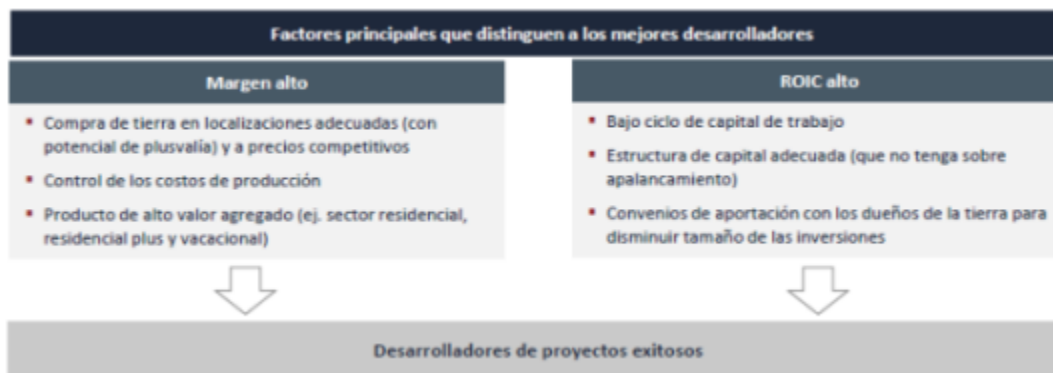 Factores principales que distinguen a los mejores desarrolladores
Margen alto
▪ Compra de tierra en localizaciones adecuadas (con
potencial de plusvalía) y a precios competitivos
▪ Control de los costos de producción
▪ Producto de alto valor agregado (ej. sector residencial,
residencial plus y vacacional)
ROIC alto
▪ Bajo ciclo de capital de trabajo
▪ Estructura de capital adecuada (que no tenga sobre
apalancamiento)
▪ Convenios de aportación con los dueños de la tierra para
disminuir tamaño de las inversiones
Desarrolladores de proyectos exitosos